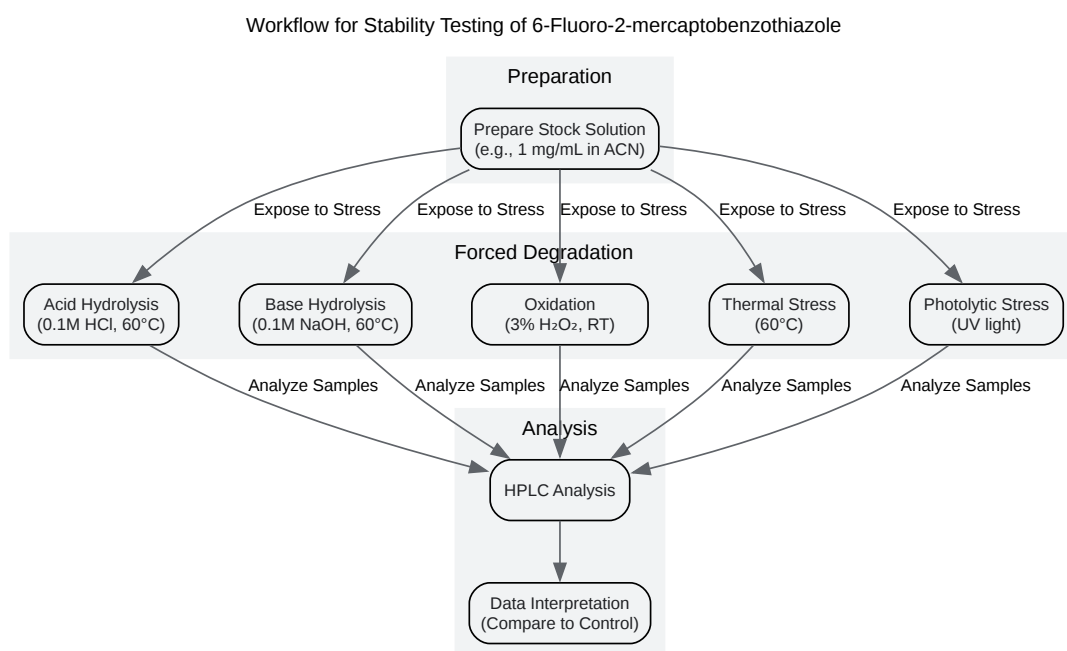 Workflow for Stability Testing of 6-Fluoro-2-mercaptobenzothiazole
Preparation
Prepare Stock Solution
(e.g., 1 mg/mL in ACN)
Expose to Stress
Expose to Stress
Expose to Stress
Expose to Stress
Expose to Stress
Forced Degradation
Acid Hydrolysis
(0.1M HCl, 60°C)
Base Hydrolysis
(0.1M NaOH, 60°C)
Oxidation
(3% H₂O₂, RT)
Thermal Stress
(60°C)
Photolytic Stress
(UV light)
Analyze Samples
Analyze Samples
Analyze Samples
Analyze Samples
Analyze Samples
Analysis
HPLC Analysis
Data Interpretation
(Compare to Control)